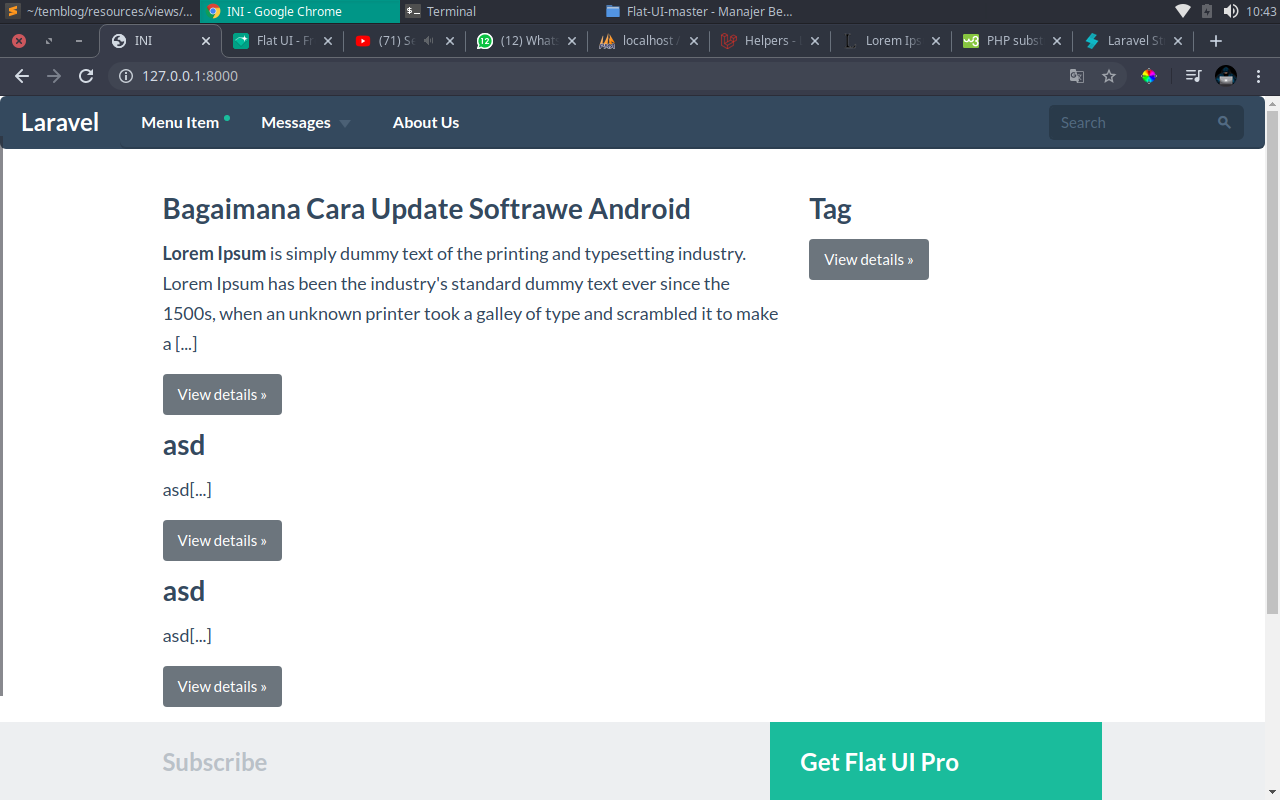 ~/temblog/resources/views/...
INI - Google Chrome
Terminal
Flat-UI-master - Manajer Be...
10:43
INI
Flat UI - Fr
(71) Se
(12) Whats
localhost /
Helpers -
Lorem Ips
PHP subst
Laravel St
127.0.0.1:8000
Laravel
Menu Item
Messages
About Us
Search
Bagaimana Cara Update Softrawe Android
Lorem Ipsum is simply dummy text of the printing and typesetting industry.
Lorem Ipsum has been the industry's standard dummy text ever since the
1500s, when an unknown printer took a galley of type and scrambled it to make
a [...]
View details »
asd
asd[...]
View details »
asd
asd[...]
View details »
Tag
View details »
Subscribe
Get Flat UI Pro